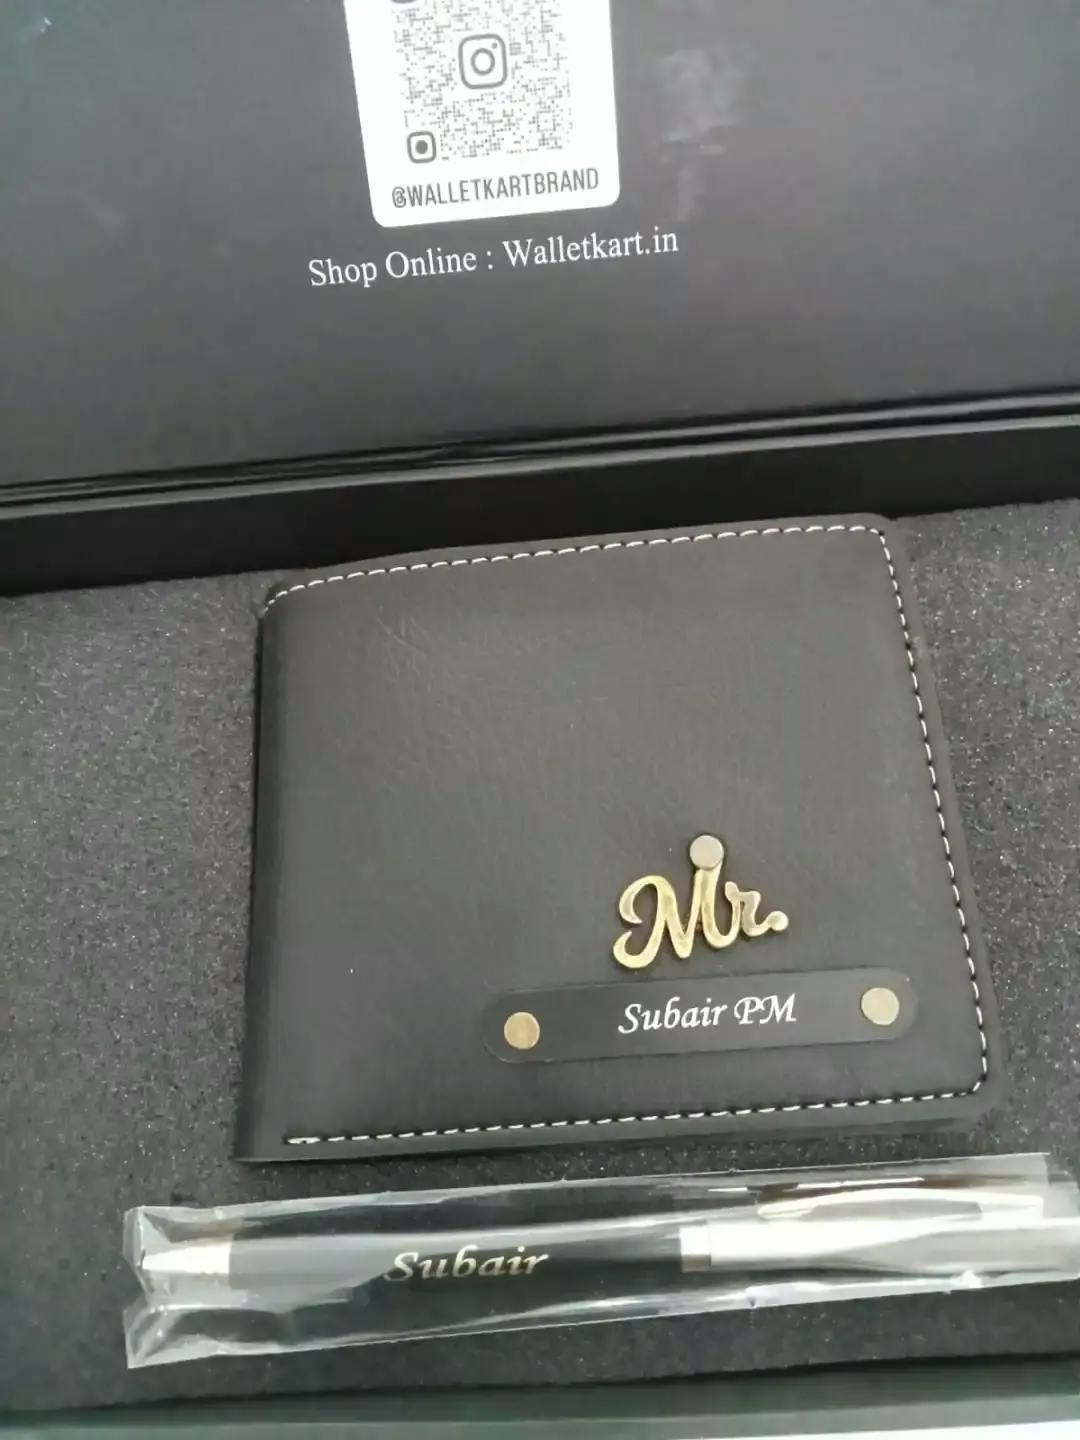 @WALLETKARTBRAND
Shop Online : Walletkart.in
Mr.
Subair PM
Subair